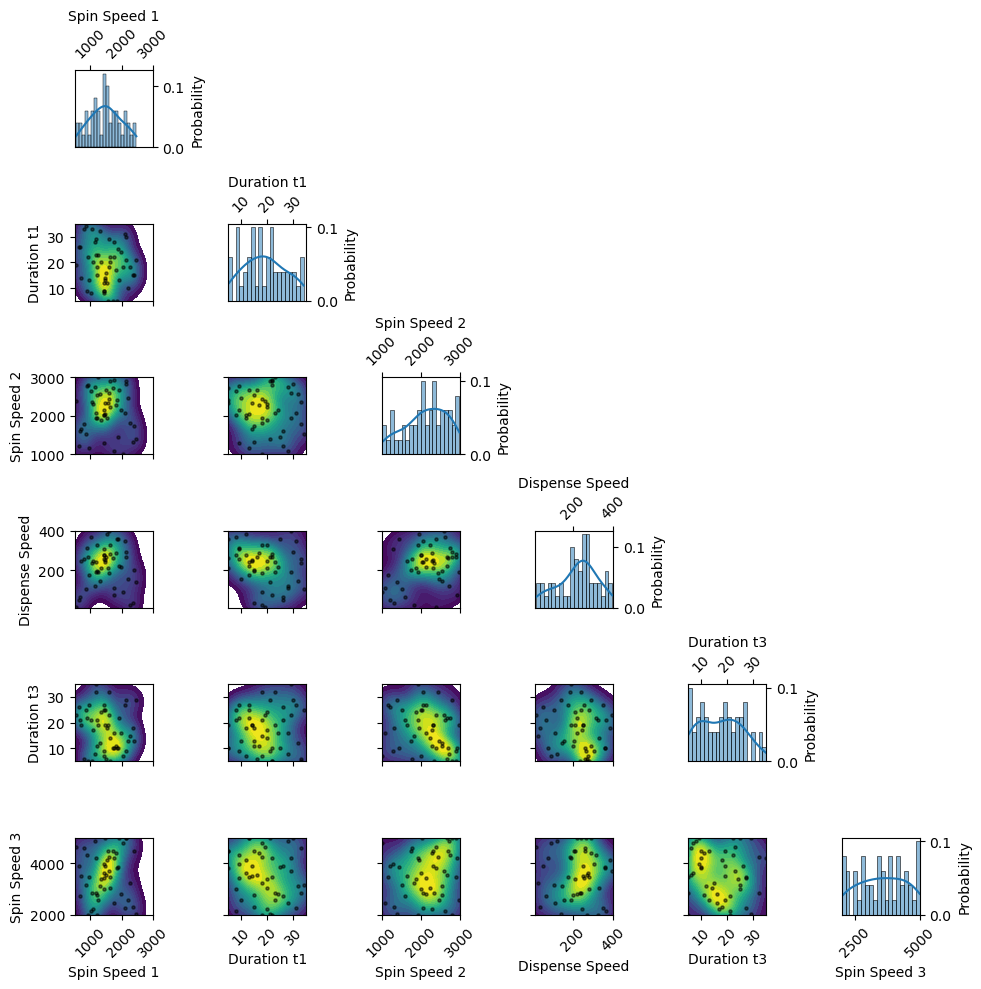 Spin Speed 1
1000 2000 3000
0.1
0.0
Probability
Duration t1
10 20 30
0.1
0.0
Probability
Duration t1
30
20
10
Spin Speed 2
1000 2000 3000
0.1
0.0
Probability
Spin Speed 2
3000
2000
1000
Dispense Speed
200 400
0.1
0.0
Probability
Dispense Speed
400
200
Duration t3
10 20 30
0.1
0.0
Probability
Duration t3
30
20
10
Spin Speed 3
4000
2000
0.1
0.0
Probability
1000 2000 3000
Spin Speed 1
10 20 30
Duration t1
1000 2000 3000
Spin Speed 2
200 400
Dispense Speed
10 20 30
Duration t3
2500 5000
Spin Speed 3